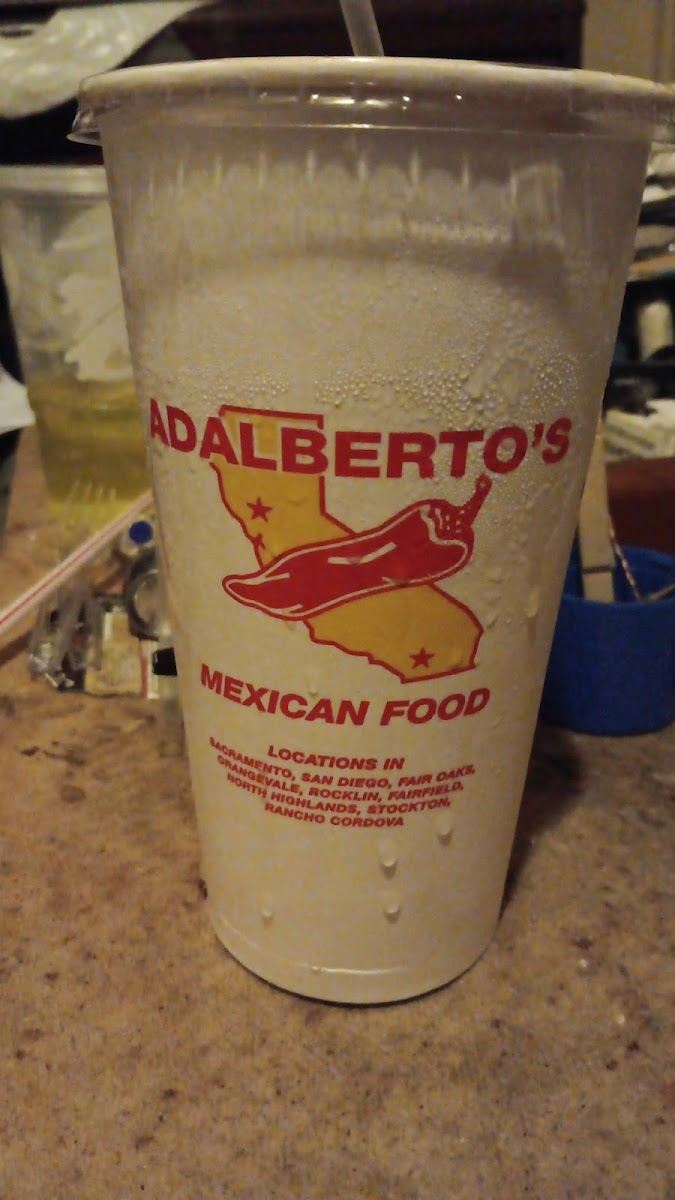 ADALBERTO'S
MEXICAN FOOD
LOCATIONS IN
SACRAMENTO, SAN DIEGO, FAIR OAKS,
ORANGEVALE, ROCKLIN, FAIRFIELD,
NORTH HIGHLANDS, STOCKTON,
RANCHO CORDOVA